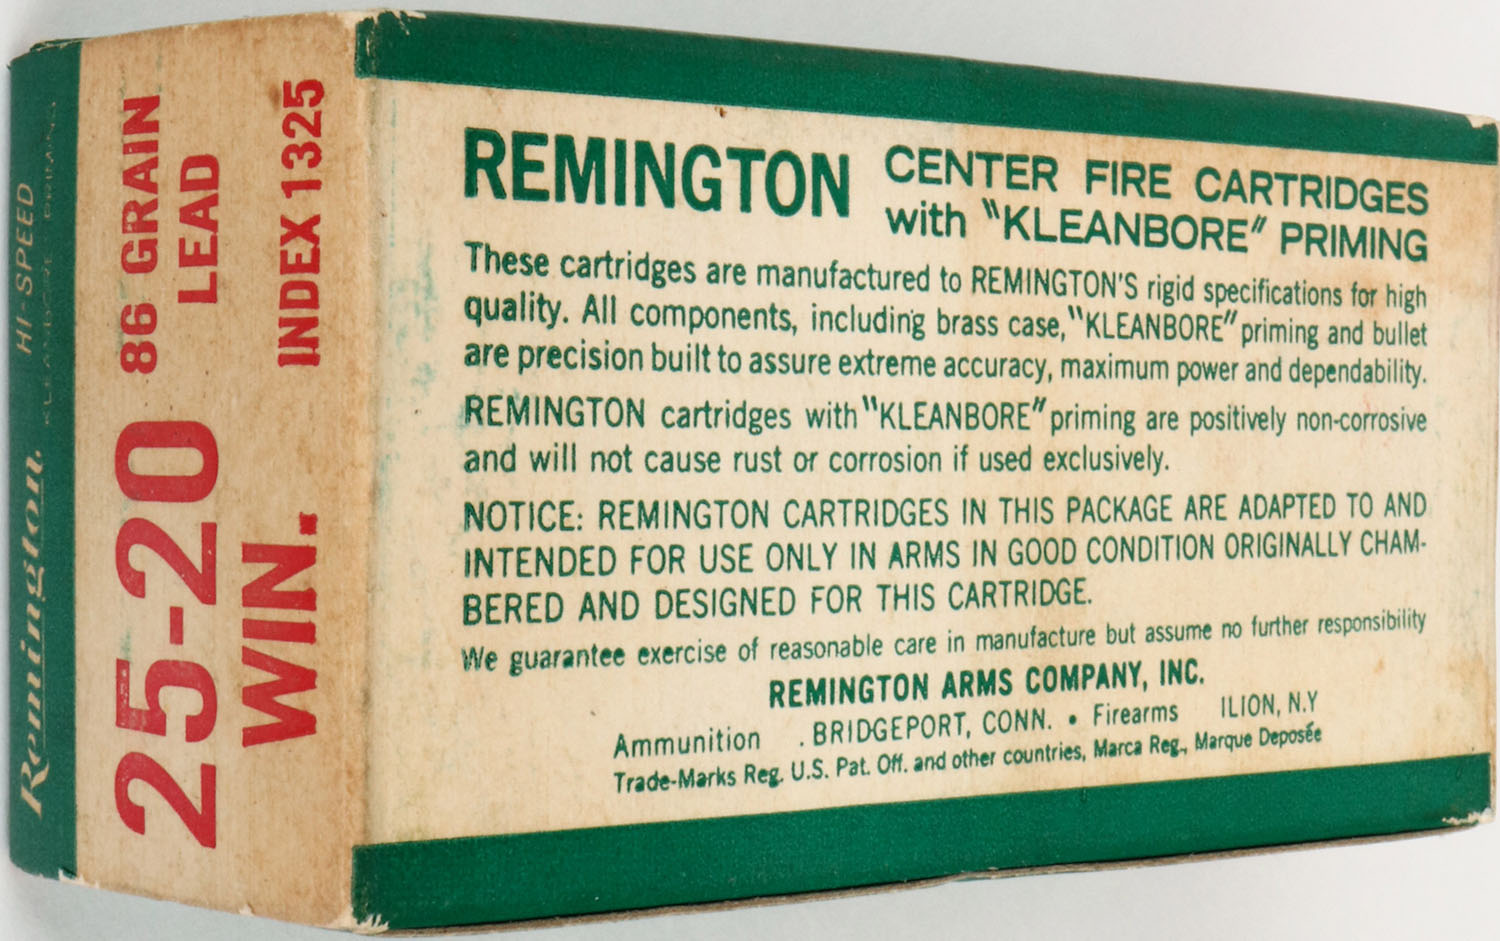 Remington. HI-SPEED
KLEANBORE PRIMING
25-20 86 GRAIN
LEAD
WIN. INDEX 1325
REMINGTON CENTER FIRE CARTRIDGES
with "KLEANBORE" PRIMING
These cartridges are manufactured to REMINGTON'S rigid specifications for high
quality. All components, including brass case, "KLEANBORE" priming and bullet
are precision built to assure extreme accuracy, maximum power and dependability.
REMINGTON cartridges with "KLEANBORE" priming are positively non-corrosive
and will not cause rust or corrosion if used exclusively.
NOTICE: REMINGTON CARTRIDGES IN THIS PACKAGE ARE ADAPTED TO AND
INTENDED FOR USE ONLY IN ARMS IN GOOD CONDITION ORIGINALLY CHAM-
BERED AND DESIGNED FOR THIS CARTRIDGE.
We guarantee exercise of reasonable care in manufacture but assume no further responsibility
REMINGTON ARMS COMPANY, INC.
Ammunition . BRIDGEPORT, CONN. • Firearms ILION, N.Y
Trade-Marks Reg. U.S. Pat. Off. and other countries, Marca Reg., Marque Deposée